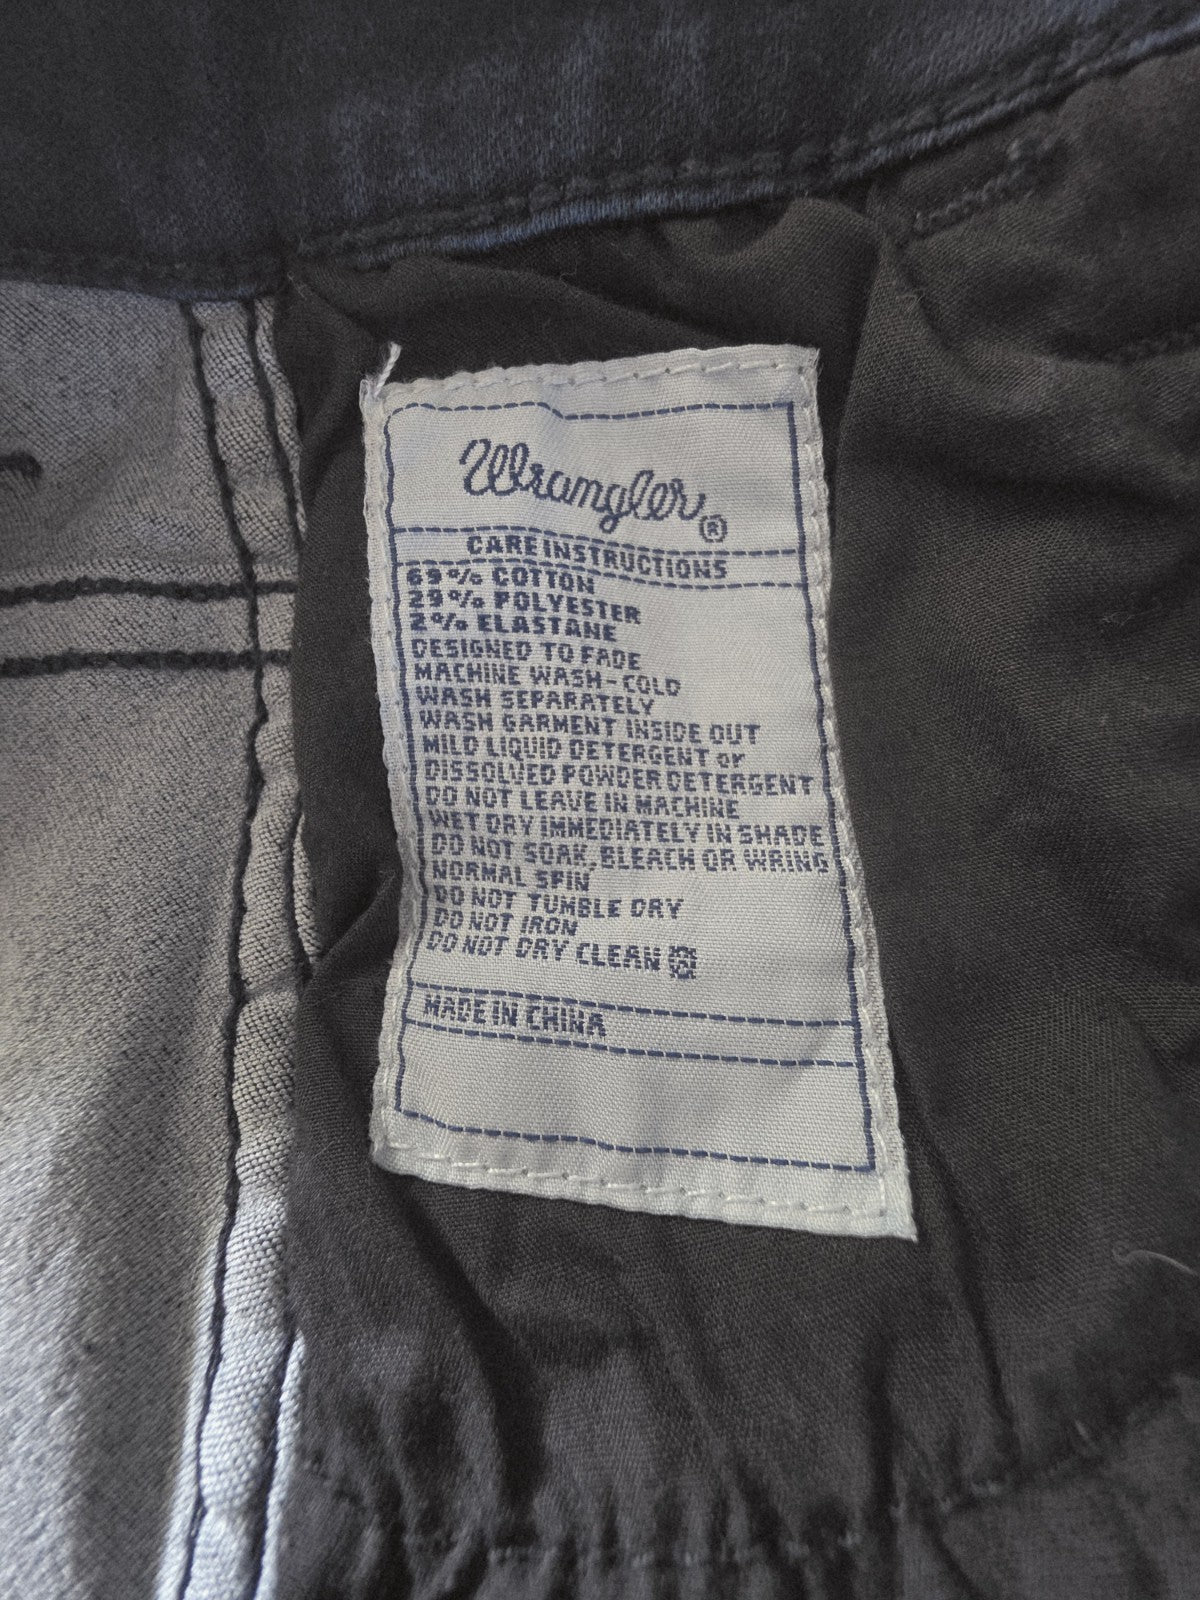 Wrangler®
CARE INSTRUCTIONS
69% COTTON
29% POLYESTER
2% ELASTANE
DESIGNED TO FADE
MACHINE WASH-COLD
WASH SEPARATELY
WASH GARMENT INSIDE OUT
MILD LIQUID DETERGENT or
DISSOLVED POWDER DETERGENT
DO NOT LEAVE IN MACHINE
WET DRY IMMEDIATELY IN SHADE
DO NOT SOAK, BLEACH OR WRING
NORMAL SPIN
DO NOT TUMBLE DRY
DO NOT IRON
DO NOT DRY CLEAN
MADE IN CHINA